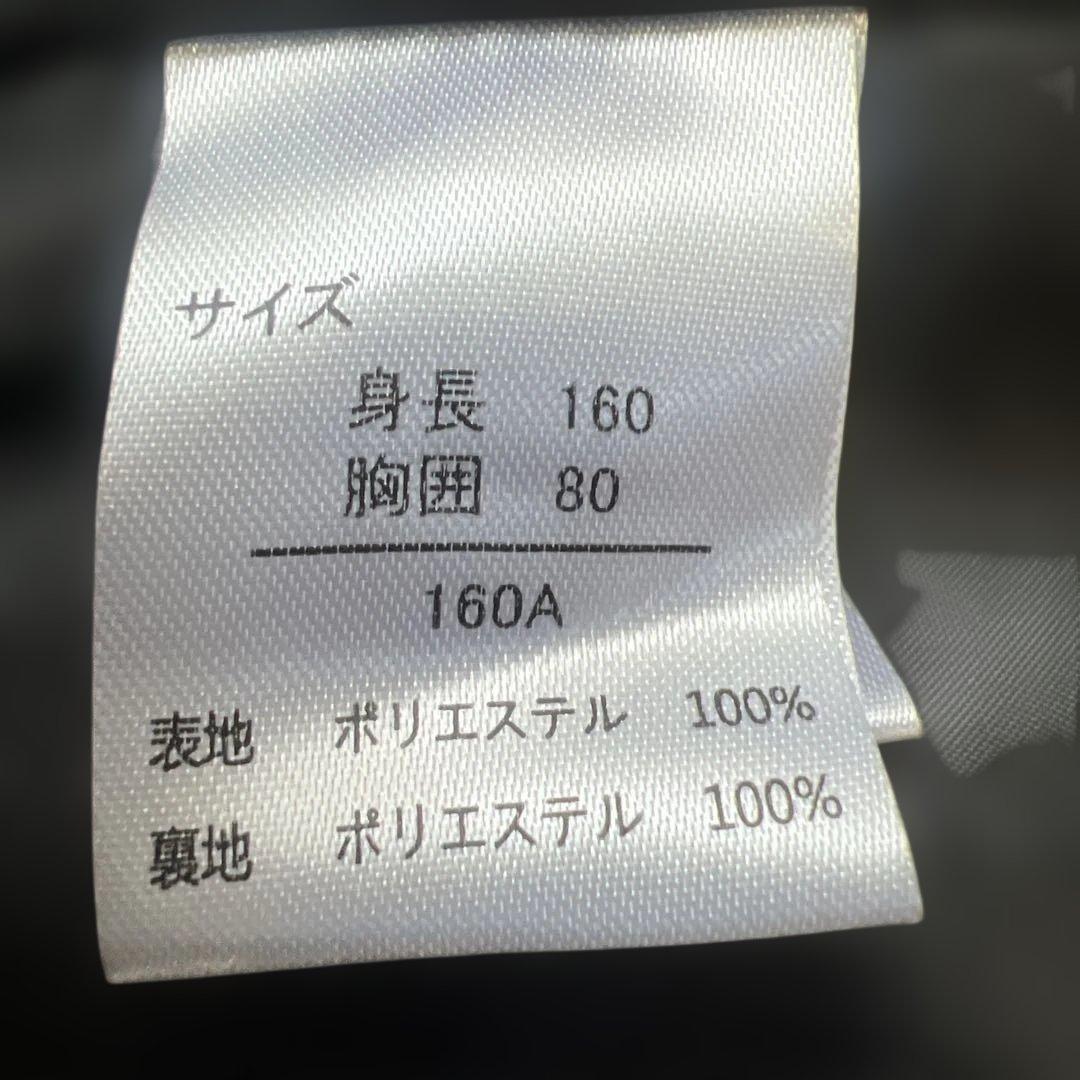 サイズ
身長 160
胸囲 80
160A
表地 ポリエステル 100%
裏地 ポリエステル 100%